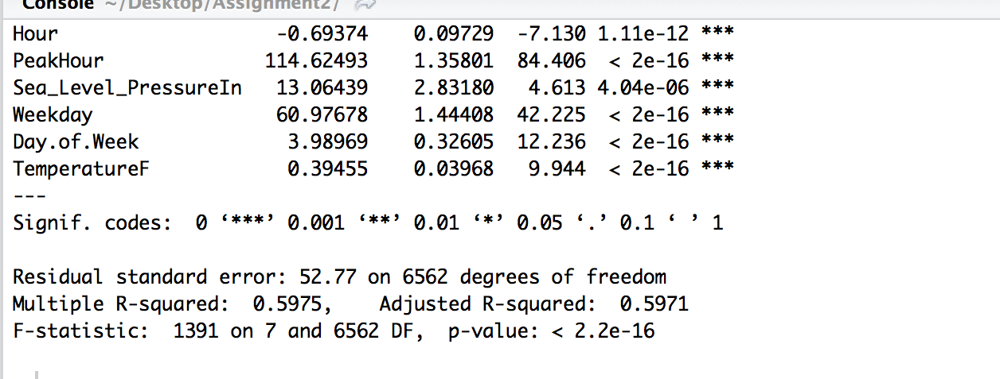 Console ~/Desktop/Assignment2/
Hour -0.69374 0.09729 -7.130 1.11e-12 ***
PeakHour 114.62493 1.35801 84.406 < 2e-16 ***
Sea_Level_PressureIn 13.06439 2.83180 4.613 4.04e-06 ***
Weekday 60.97678 1.44408 42.225 < 2e-16 ***
Day.of.Week 3.98969 0.32605 12.236 < 2e-16 ***
TemperatureF 0.39455 0.03968 9.944 < 2e-16 ***
---
Signif. codes: 0 ‘***’ 0.001 ‘**’ 0.01 ‘*’ 0.05 ‘.’ 0.1 ‘ ’ 1
Residual standard error: 52.77 on 6562 degrees of freedom
Multiple R-squared: 0.5975, Adjusted R-squared: 0.5971
F-statistic: 1391 on 7 and 6562 DF, p-value: < 2.2e-16